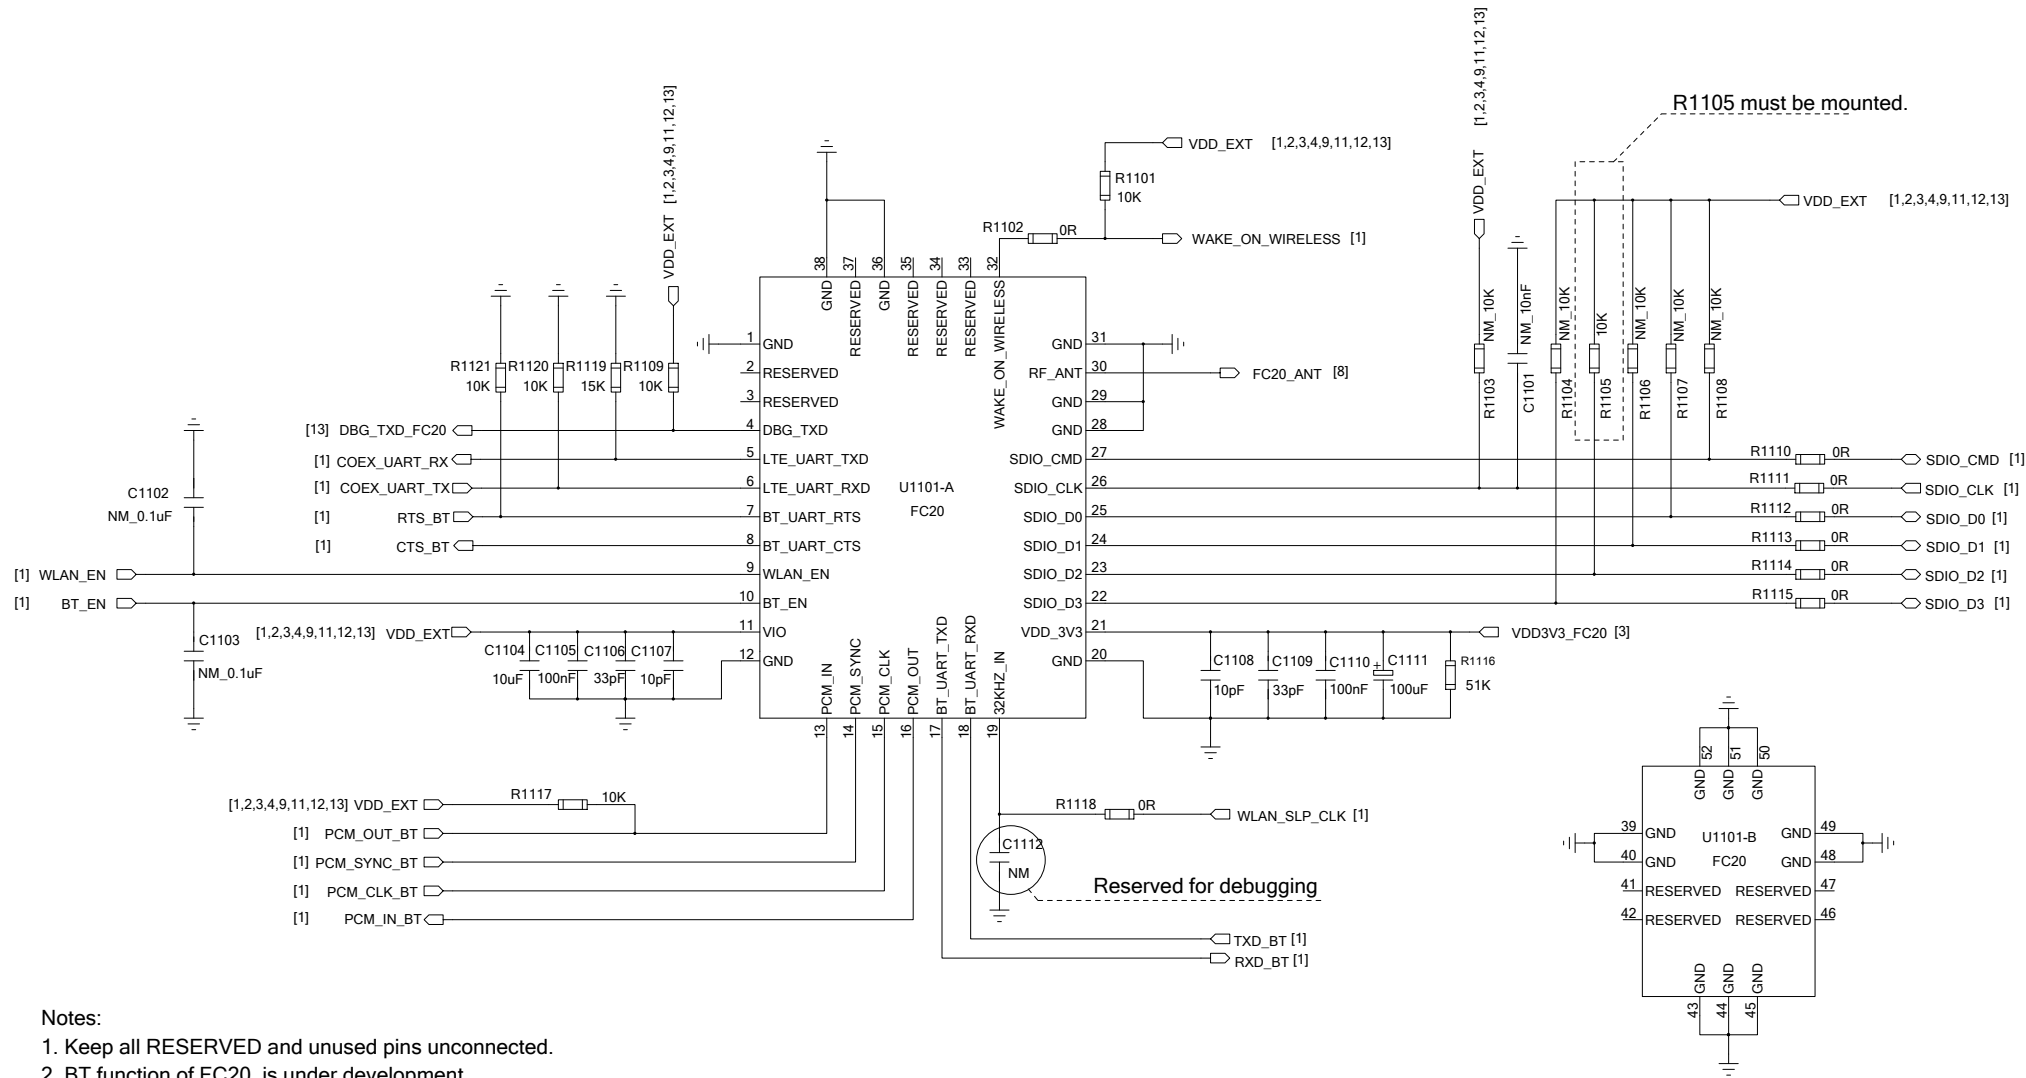 VDD_EXT [1,2,3,4,9,11,12,13]
VDD_EXT [1,2,3,4,9,11,12,13]
R1105 must be mounted.
VDD_EXT [1,2,3,4,9,11,12,13]
R1101
10K
VDD_EXT [1,2,3,4,9,11,12,13]
R1102 0R
WAKE_ON_WIRELESS [1]
38 37 36 35 34 33 32
GND RESERVED GND RESERVED RESERVED RESERVED WAKE_ON_WIRELESS
R1103 NM_10K
C1101 NM_10nF
R1104 NM_10K
R1105 10K
R1106 NM_10K
R1107 NM_10K
R1108 NM_10K
R1121 10K
R1120 10K
R1119 15K
R1109 10K
1 GND
2 RESERVED
3 RESERVED
[13] DBG_TXD_FC20 4 DBG_TXD
[1] COEX_UART_RX 5 LTE_UART_TXD
[1] COEX_UART_TX 6 LTE_UART_RXD
[1] RTS_BT 7 BT_UART_RTS
[1] CTS_BT 8 BT_UART_CTS
[1] WLAN_EN 9 WLAN_EN
[1] BT_EN 10 BT_EN
[1,2,3,4,9,11,12,13] VDD_EXT 11 VIO
12 GND
C1102
NM_0.1uF
C1103
NM_0.1uF
C1104 10uF
C1105 100nF
C1106 33pF
C1107 10pF
U1101-A
FC20
GND 31
RF_ANT 30 FC20_ANT [8]
GND 29
GND 28
SDIO_CMD 27 R1110 0R SDIO_CMD [1]
SDIO_CLK 26 R1111 0R SDIO_CLK [1]
SDIO_D0 25 R1112 0R SDIO_D0 [1]
SDIO_D1 24 R1113 0R SDIO_D1 [1]
SDIO_D2 23 R1114 0R SDIO_D2 [1]
SDIO_D3 22 R1115 0R SDIO_D3 [1]
VDD_3V3 21 VDD3V3_FC20 [3]
GND 20
C1108 10pF
C1109 33pF
C1110 100nF
+ C1111 100uF
R1116
51K
PCM_IN PCM_SYNC PCM_CLK PCM_OUT BT_UART_TXD BT_UART_RXD 32KHZ_IN
13 14 15 16 17 18 19
[1,2,3,4,9,11,12,13] VDD_EXT R1117 10K
[1] PCM_OUT_BT
[1] PCM_SYNC_BT
[1] PCM_CLK_BT
[1] PCM_IN_BT
R1118 0R WLAN_SLP_CLK [1]
C1112
NM
Reserved for debugging
TXD_BT [1]
RXD_BT [1]
52 51 50
GND GND GND
39 GND GND 49
40 GND GND 48
41 RESERVED RESERVED 47
42 RESERVED RESERVED 46
U1101-B
FC20
GND GND GND
43 44 45
Notes:
1. Keep all RESERVED and unused pins unconnected.
2. BT function of FC20 is under development